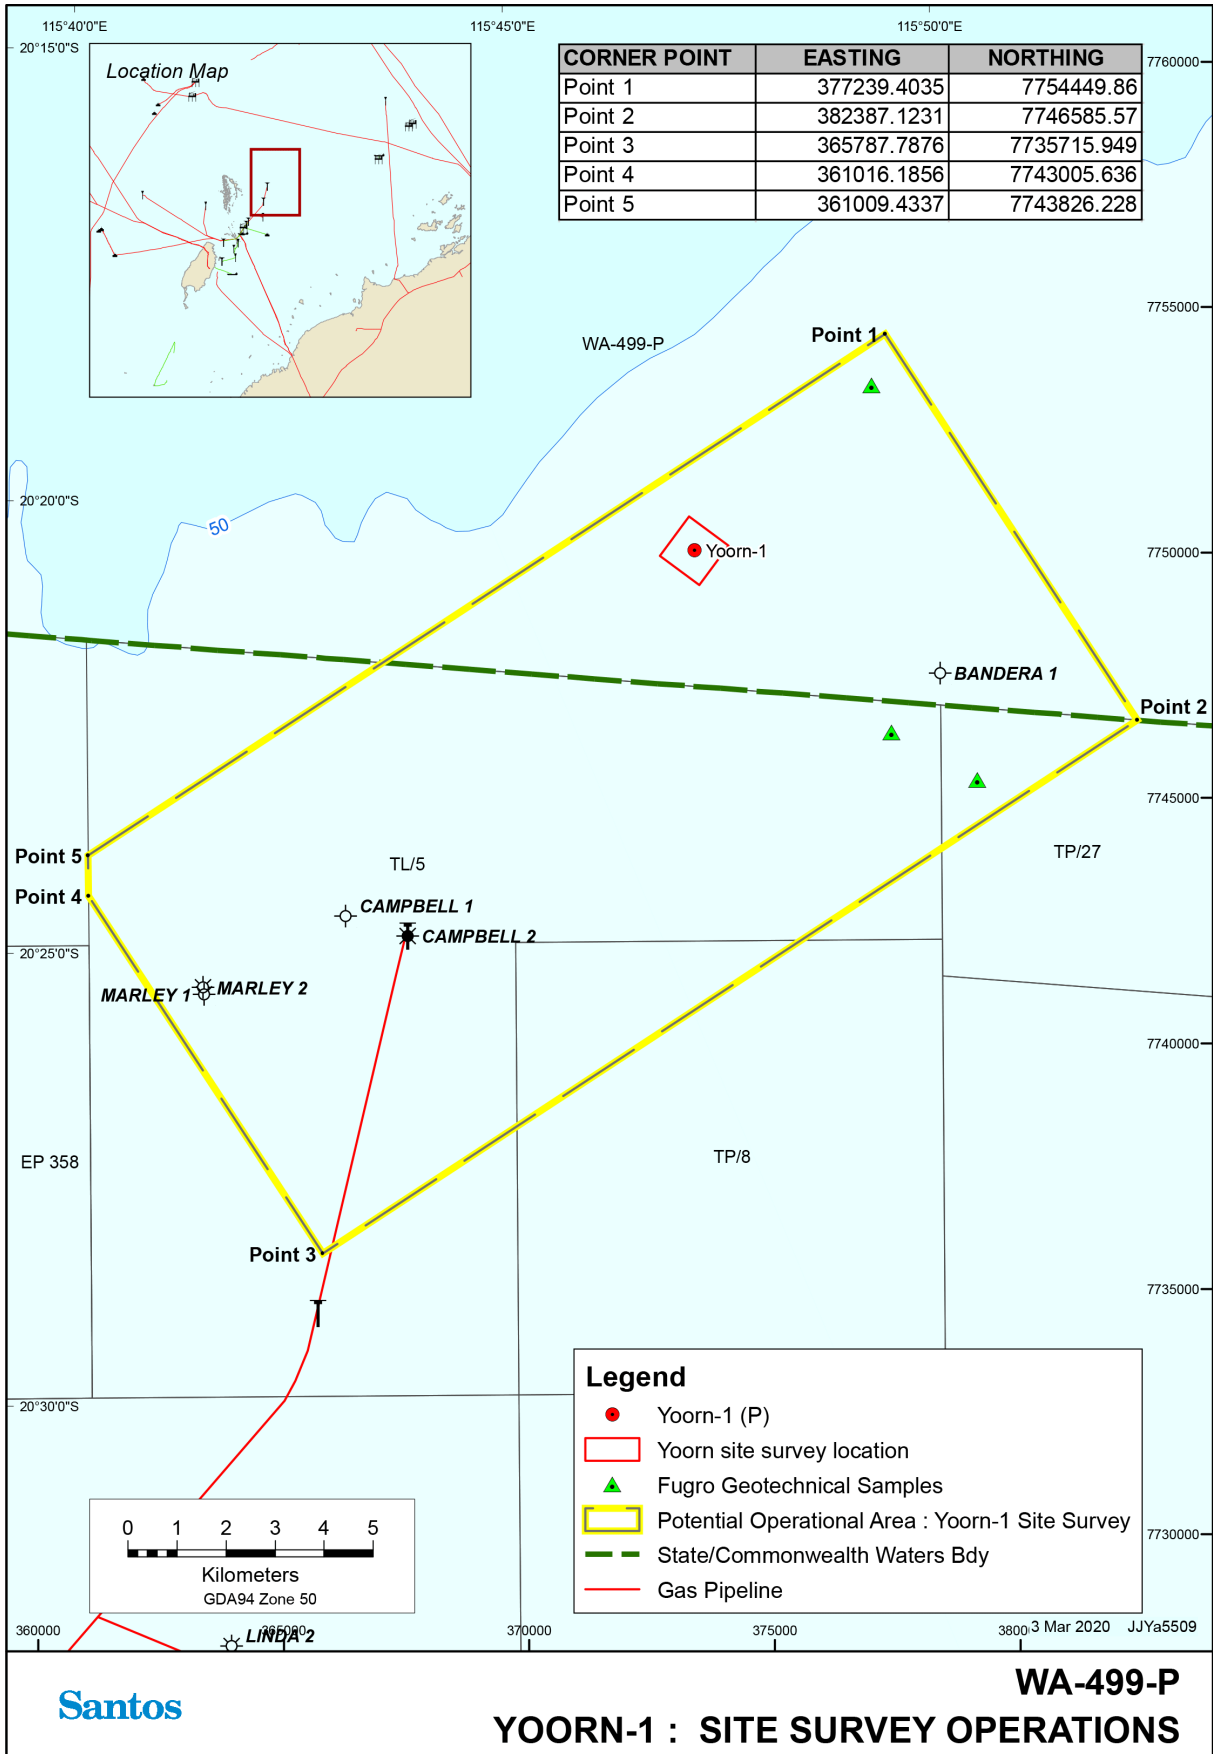 115°40'0"E 115°45'0"E 115°50'0"E
20°15'0"S
7760000
Location Map
CORNER POINT EASTING NORTHING
Point 1 377239.4035 7754449.86
Point 2 382387.1231 7746585.57
Point 3 365787.7876 7735715.949
Point 4 361016.1856 7743005.636
Point 5 361009.4337 7743826.228
7755000
Point 1
WA-499-P
20°20'0"S
50
7750000
Yoorn-1
BANDERA 1
Point 2
7745000
Point 5
TL/5
TP/27
Point 4
CAMPBELL 1
CAMPBELL 2
20°25'0"S
MARLEY 2
MARLEY 1
7740000
EP 358
TP/8
Point 3
7735000
Legend
20°30'0"S
Yoorn-1 (P)
Yoorn site survey location
Fugro Geotechnical Samples
Potential Operational Area : Yoorn-1 Site Survey
7730000
State/Commonwealth Waters Bdy
Gas Pipeline
0 1 2 3 4 5
Kilometers
GDA94 Zone 50
LINDA 2
360000 365000 370000 375000 3800
3 Mar 2020 JJYa5509
WA-499-P
Santos
YOORN-1 : SITE SURVEY OPERATIONS